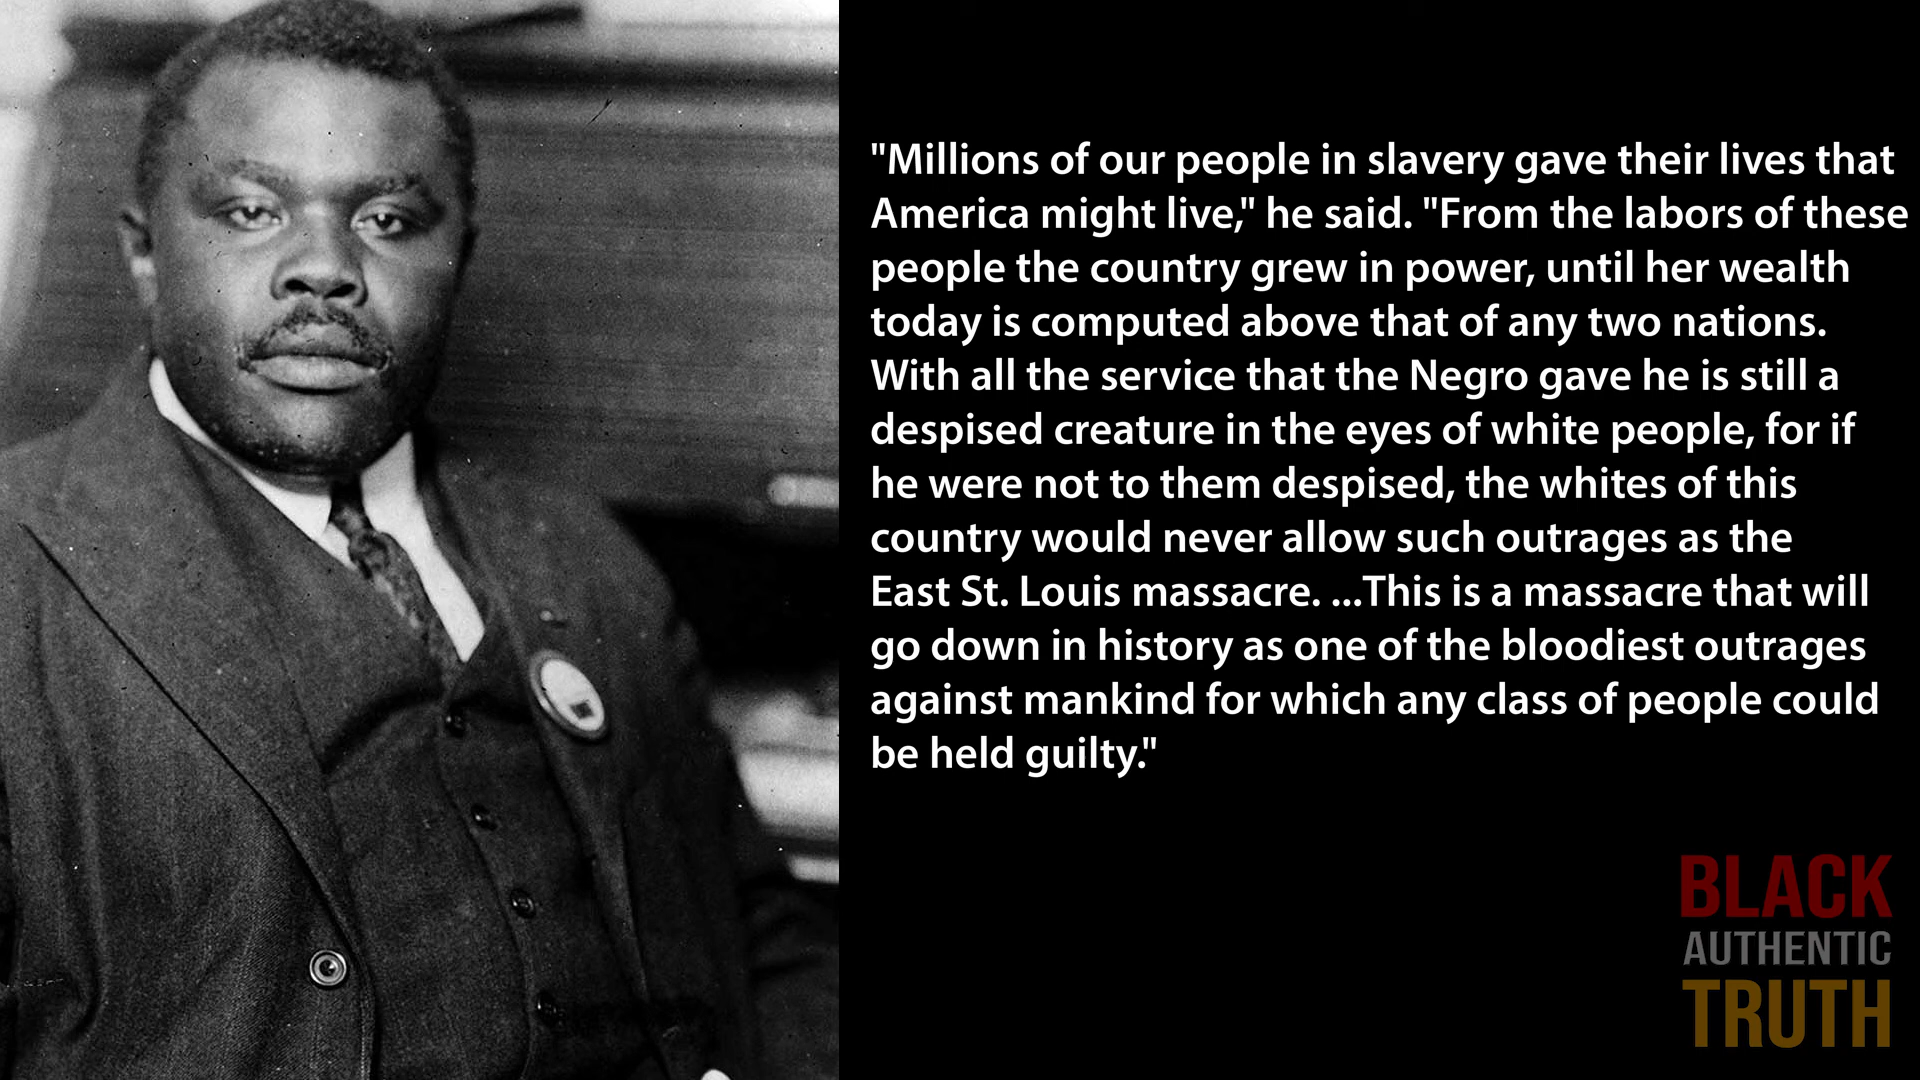 "Millions of our people in slavery gave their lives that
America might live," he said. "From the labors of these
people the country grew in power, until her wealth
today is computed above that of any two nations.
With all the service that the Negro gave he is still a
despised creature in the eyes of white people, for if
he were not to them despised, the whites of this
country would never allow such outrages as the
East St. Louis massacre. ...This is a massacre that will
go down in history as one of the bloodiest outrages
against mankind for which any class of people could
be held guilty."
BLACK
AUTHENTIC
TRUTH